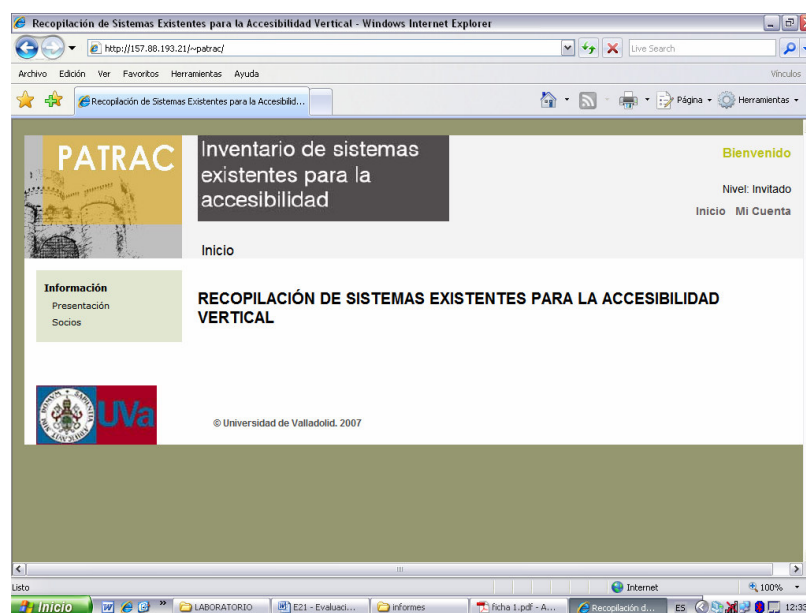 Recopilación de Sistemas Existentes para la Accesibilidad Vertical - Windows Internet Explorer
http://157.88.193.21/~patrac/
Live Search
Archivo Edición Ver Favoritos Herramientas Ayuda
Vínculos
Recopilación de Sistemas Existentes para la Accesibilid...
Página
Herramientas
PATRAC
Inventario de sistemas
existentes para la
accesibilidad
Bienvenido
Nivel: Invitado
Inicio Mi Cuenta
Inicio
Información
Presentación
Socios
RECOPILACIÓN DE SISTEMAS EXISTENTES PARA LA ACCESIBILIDAD
VERTICAL
UVa
© Universidad de Valladolid. 2007
Listo
Internet
100%
Inicio
»
LABORATORIO
E21 - Evaluaci...
informes
ficha 1.pdf - A...
Recopilación d...
ES